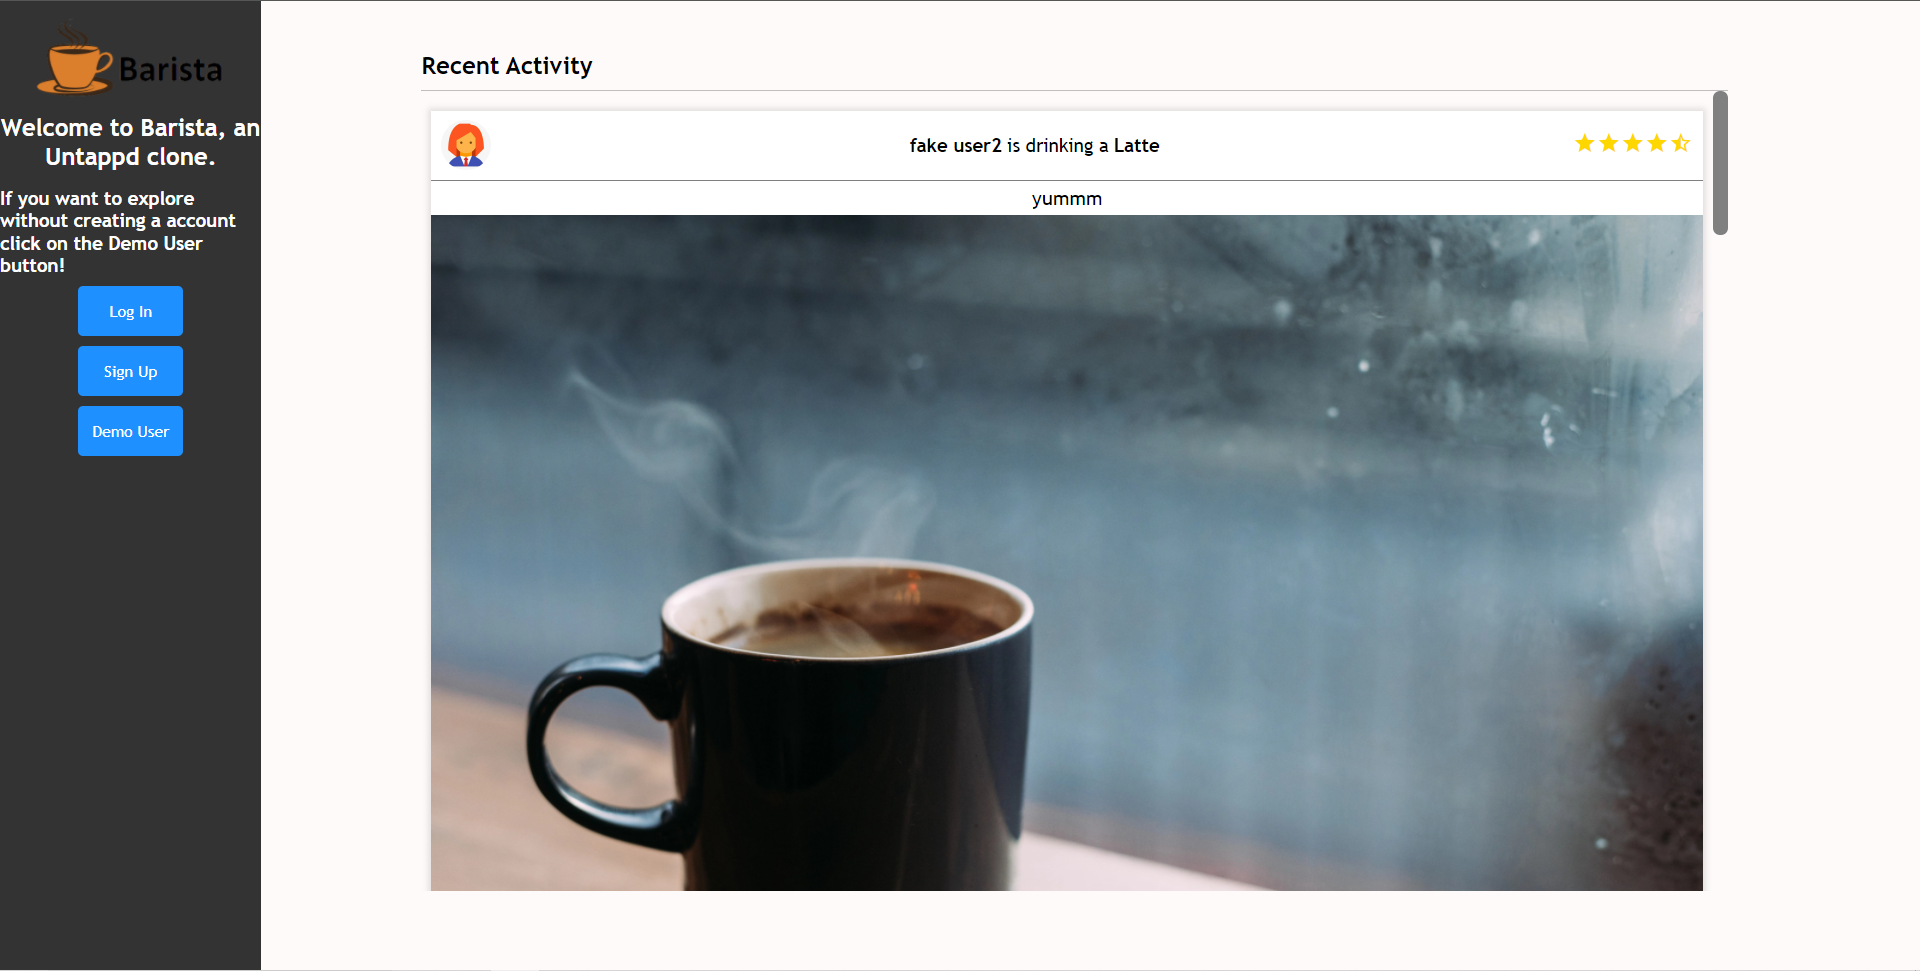 Barista
Welcome to Barista, an
Untappd clone.
If you want to explore
without creating a account
click on the Demo User
button!
Log In
Sign Up
Demo User
Recent Activity
fake user2 is drinking a Latte
yummm